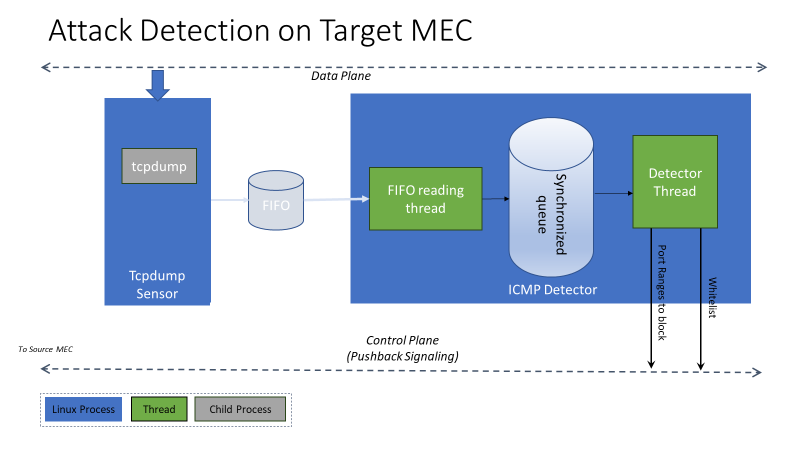 Attack Detection on Target MEC
Data Plane
tcpdump
Tcpdump
Sensor
FIFO
FIFO reading
thread
Synchronized
queue
Detector
Thread
ICMP Detector
Port Ranges to block
Whitelist
To Source MEC
Control Plane
(Pushback Signaling)
Linux Process
Thread
Child Process